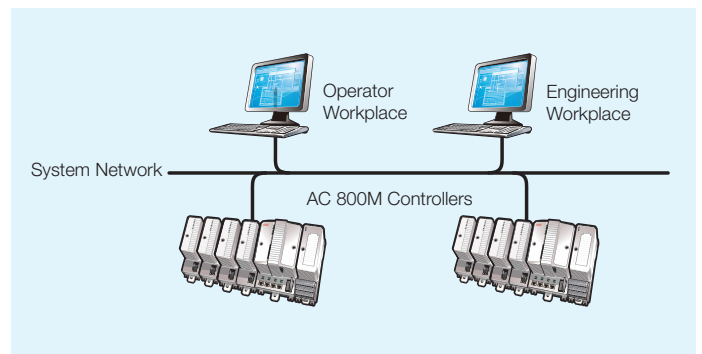 Operator
Workplace
Engineering
Workplace
System Network
AC 800M Controllers